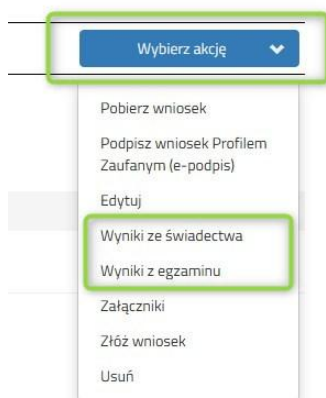 Wybierz akcję
Pobierz wniosek
Podpisz wniosek Profilem
Zaufanym (e-podpis)
Edytuj
Wyniki ze świadectwa
Wyniki z egzaminu
Załączniki
Złóż wniosek
Usuń